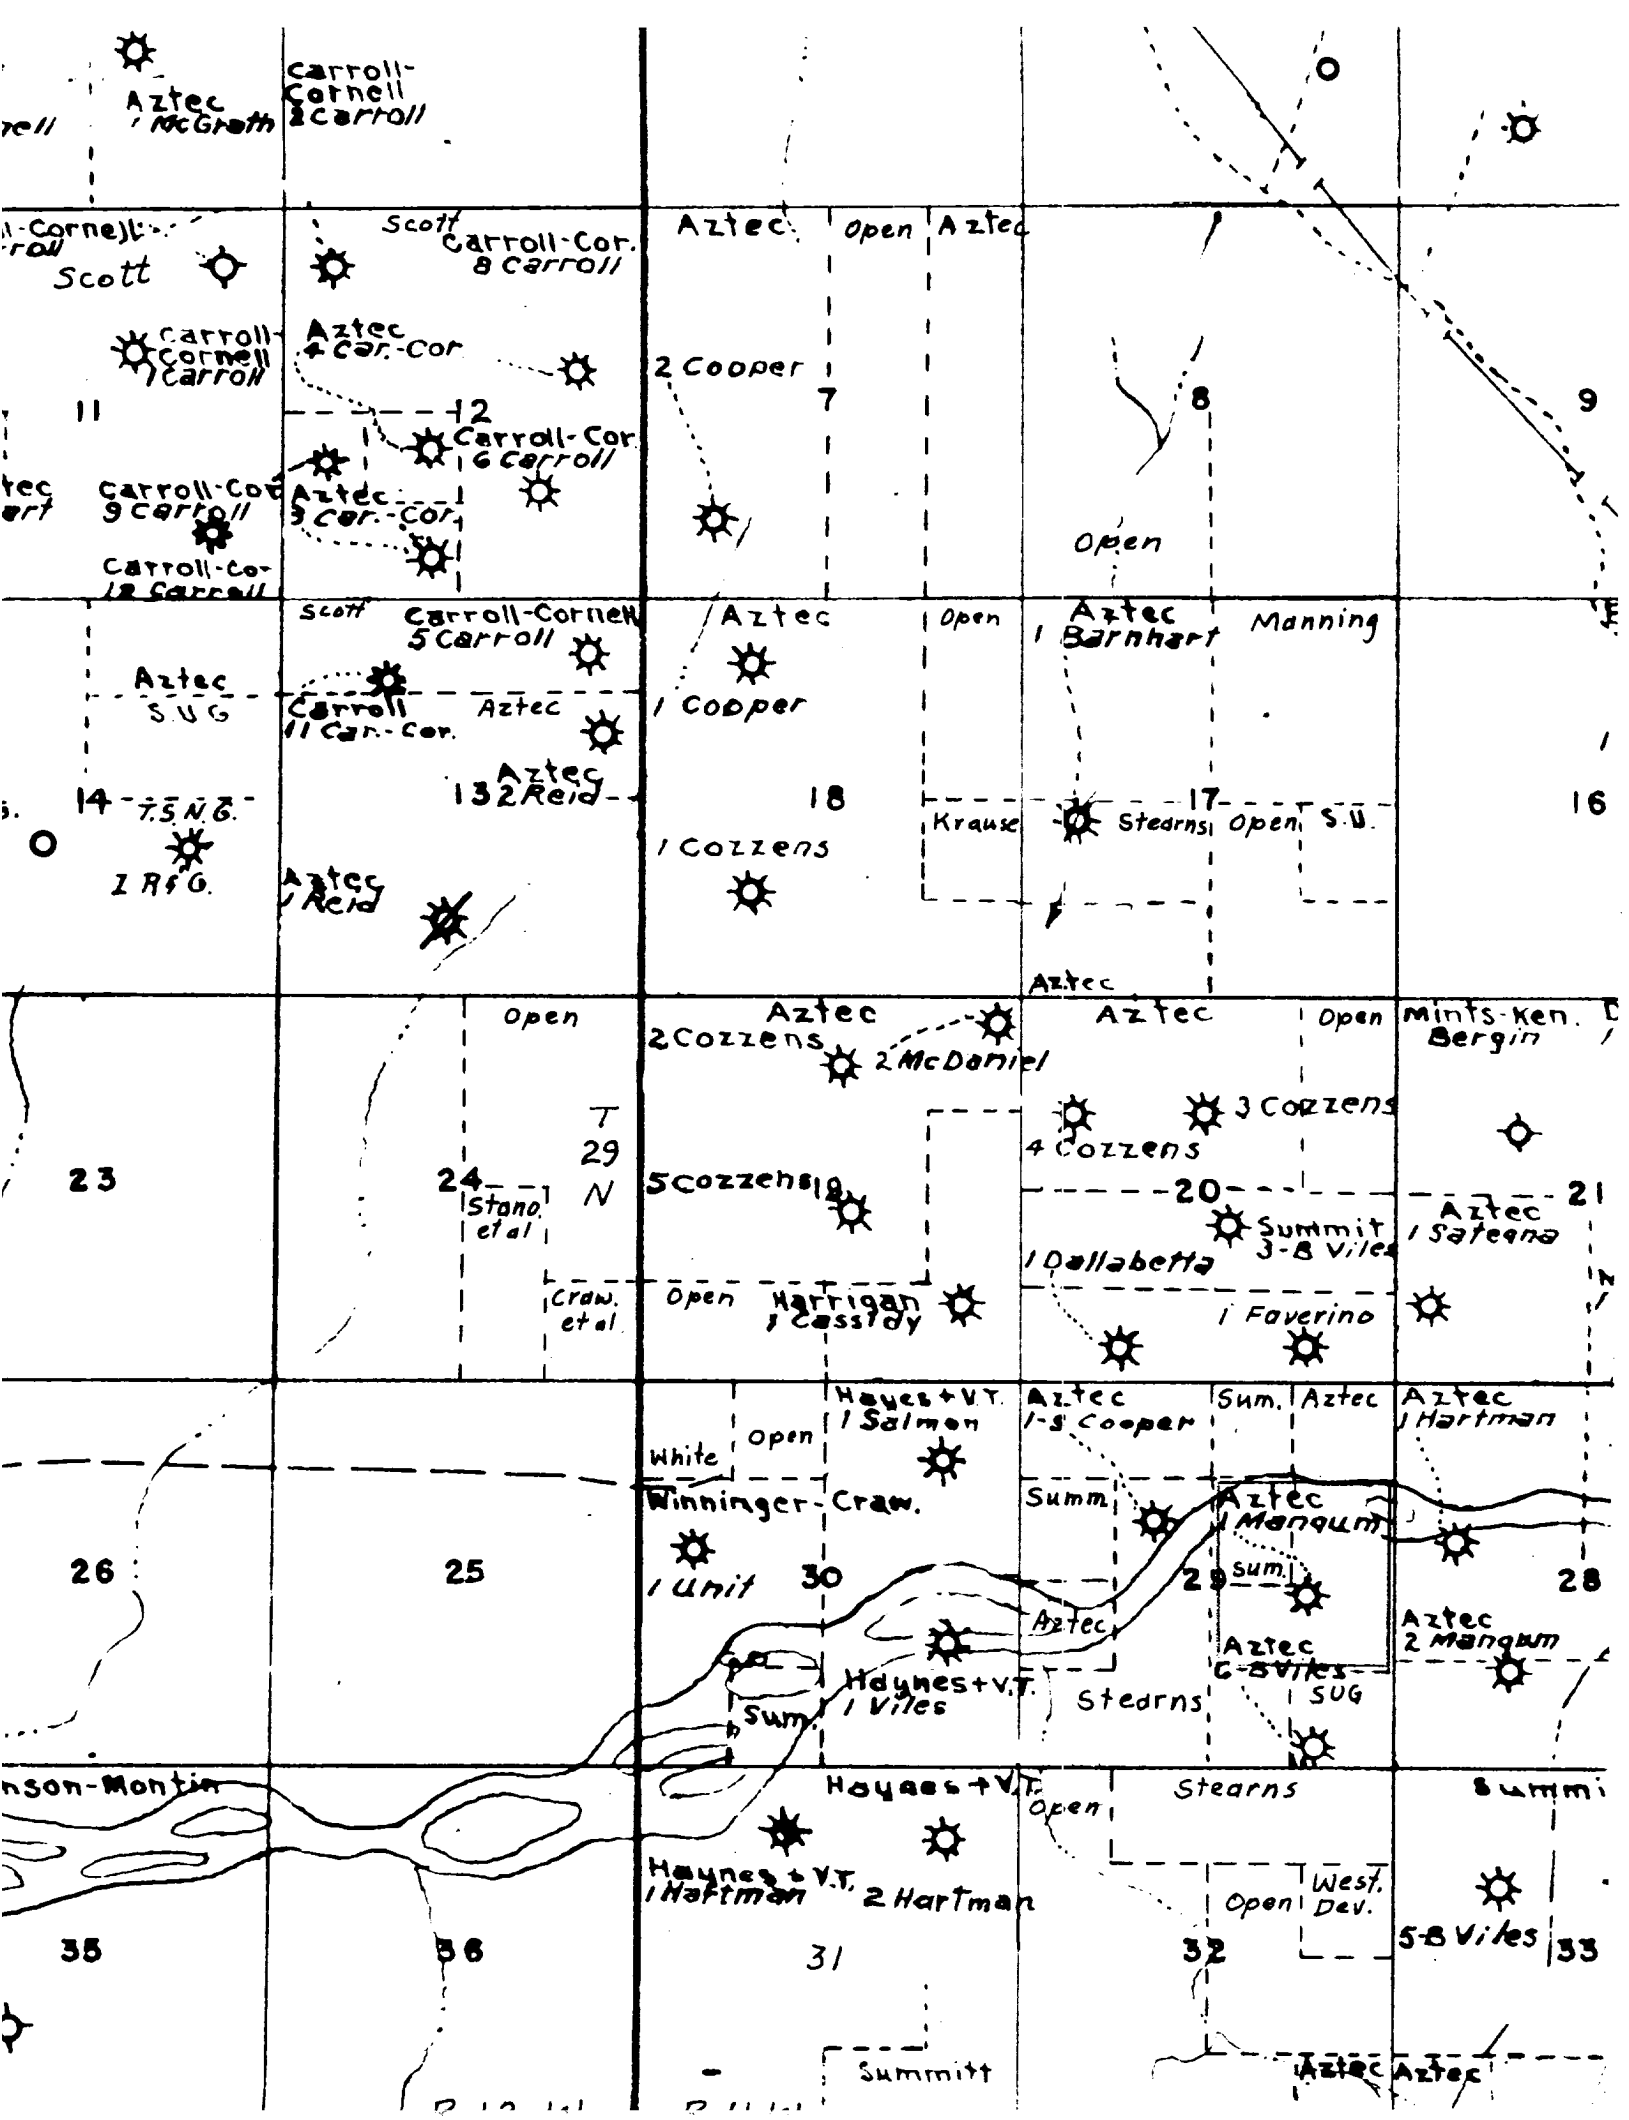 Aztec
1 McGrath
Carroll-
Cornell
2 Carroll
Scott
Scott
Carroll-Cor.
8 Carroll
Aztec
Open
Aztec
Carroll-
Cornell
1 Carroll
Aztec
4 Car.-Cor.
2 Cooper
11
12
7
8
9
Carroll-Cor.
6 Carroll
Carroll-Cor
9 Carroll
Aztec
3 Car.-Cor.
Open
Carroll-Co-
12 Carroll
Scott
Carroll-Cornell
5 Carroll
Aztec
Open
Aztec
1 Barnhart
Manning
Aztec
S.U G
Carroll
11 Car.-Cor.
Aztec
1 Cooper
Aztec
2 Reid
14
T.S.N.G.
13
18
17
16
Krause
Stearns
Open
S.U.
1 Cozzens
Aztec
1 Reid
Aztec
Open
Aztec
2 Cozzens
2 McDaniel
Aztec
Open
Mints-Ken.
Bergin
T
29
N
3 Cozzens
4 Cozzens
23
24
5 Cozzens
19
20
21
Stano.
et al
Summit
3-B Viles
Aztec
1 Dallabetta
Craw.
et al
Open
Harrigan
1 Cassidy
1 Faverino
Hayes + V.T.
1 Salmon
Aztec
1-S Cooper
Sum.
Aztec
Aztec
1 Hartman
White
Open
Winninger-Craw.
Summ
Aztec
1 Mangum
26
25
1 Unit
30
29
Sum.
28
Aztec
Aztec
2 Mangum
Aztec
6-B Viles
SUG
Haynes + V.T.
1 Viles
Sum.
Stearns
nson-Montin
Haynes + V.T.
Open
Stearns
Summi
Haynes + V.T.
1 Hartman
2 Hartman
Open
West.
Dev.
5-B Viles
35
36
31
32
33
Summitt
Aztec
Aztec